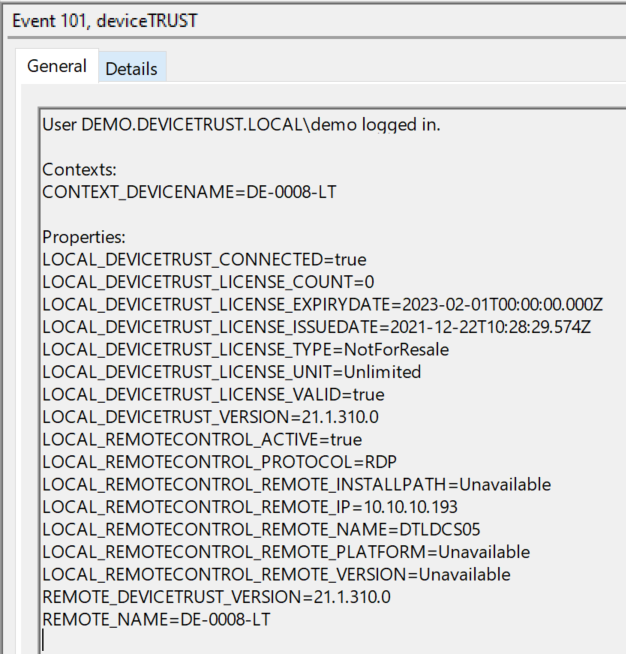 Event 101, deviceTRUST
General
Details
User DEMO.DEVICETRUST.LOCAL\demo logged in.
Contexts:
CONTEXT_DEVICENAME=DE-0008-LT
Properties:
LOCAL_DEVICETRUST_CONNECTED=true
LOCAL_DEVICETRUST_LICENSE_COUNT=0
LOCAL_DEVICETRUST_LICENSE_EXPIRYDATE=2023-02-01T00:00:00.000Z
LOCAL_DEVICETRUST_LICENSE_ISSUEDATE=2021-12-22T10:28:29.574Z
LOCAL_DEVICETRUST_LICENSE_TYPE=NotForResale
LOCAL_DEVICETRUST_LICENSE_UNIT=Unlimited
LOCAL_DEVICETRUST_LICENSE_VALID=true
LOCAL_DEVICETRUST_VERSION=21.1.310.0
LOCAL_REMOTECONTROL_ACTIVE=true
LOCAL_REMOTECONTROL_PROTOCOL=RDP
LOCAL_REMOTECONTROL_REMOTE_INSTALLPATH=Unavailable
LOCAL_REMOTECONTROL_REMOTE_IP=10.10.10.193
LOCAL_REMOTECONTROL_REMOTE_NAME=DTLDCS05
LOCAL_REMOTECONTROL_REMOTE_PLATFORM=Unavailable
LOCAL_REMOTECONTROL_REMOTE_VERSION=Unavailable
REMOTE_DEVICETRUST_VERSION=21.1.310.0
REMOTE_NAME=DE-0008-LT